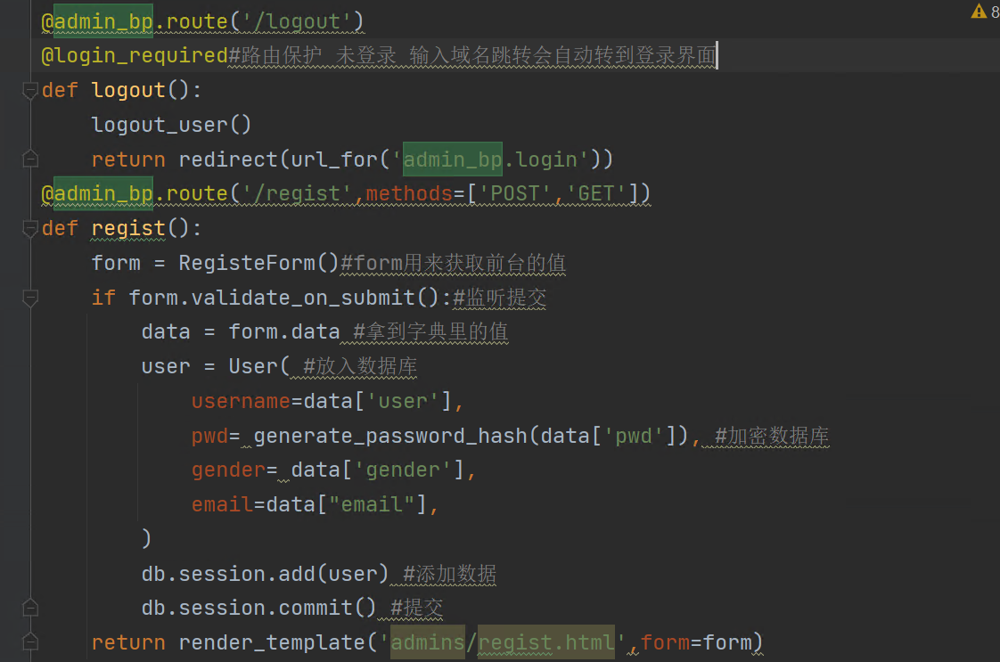 @admin_bp.route('/logout')
8
@login_required#路由保护 未登录 输入域名跳转会自动转到登录界面
def logout():
    logout_user()
    return redirect(url_for('admin_bp.login'))
@admin_bp.route('/regist',methods=['POST','GET'])
def regist():
    form = RegisteForm()#form用来获取前台的值
    if form.validate_on_submit():#监听提交
        data = form.data #拿到字典里的值
        user = User( #放入数据库
            username=data['user'],
            pwd= generate_password_hash(data['pwd']), #加密数据库
            gender= data['gender'],
            email=data["email"],
        )
        db.session.add(user) #添加数据
        db.session.commit() #提交
    return render_template('admins/regist.html',form=form)